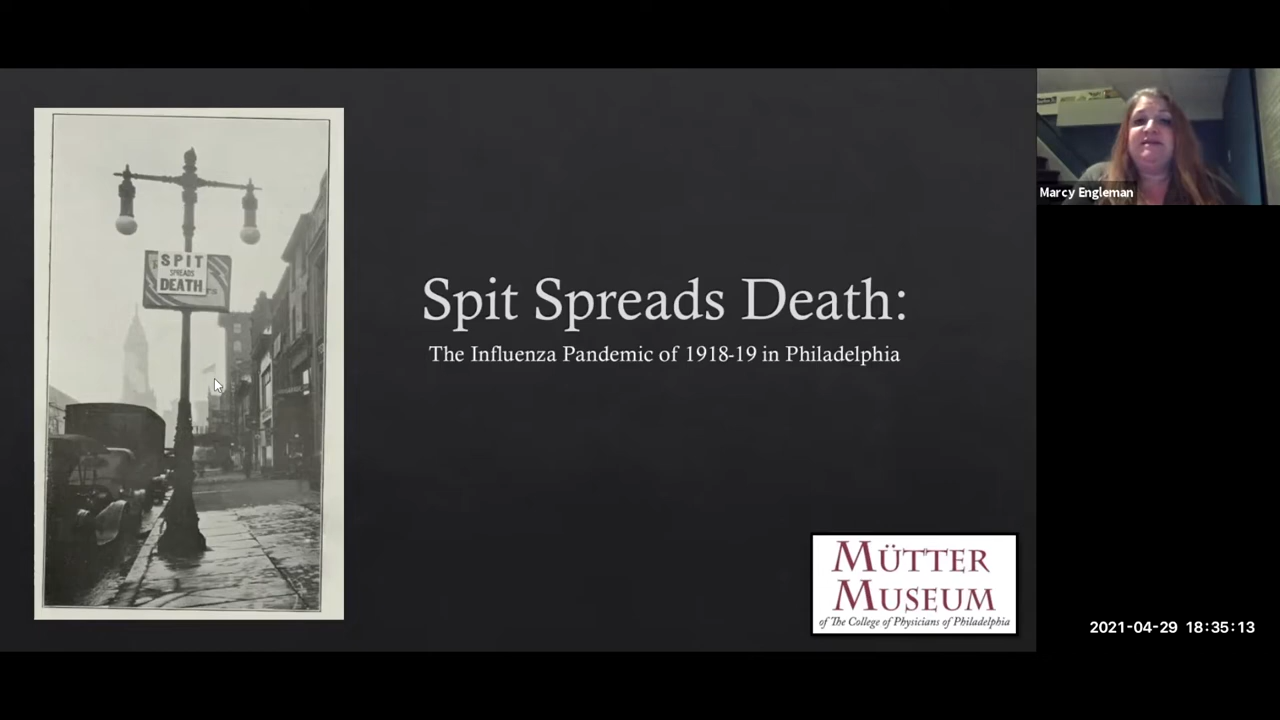 SPIT
SPREADS
DEATH
Spit Spreads Death:
The Influenza Pandemic of 1918-19 in Philadelphia
MÜTTER
MUSEUM
of The College of Physicians of Philadelphia
Marcy Engleman
2021-04-29 18:35:13